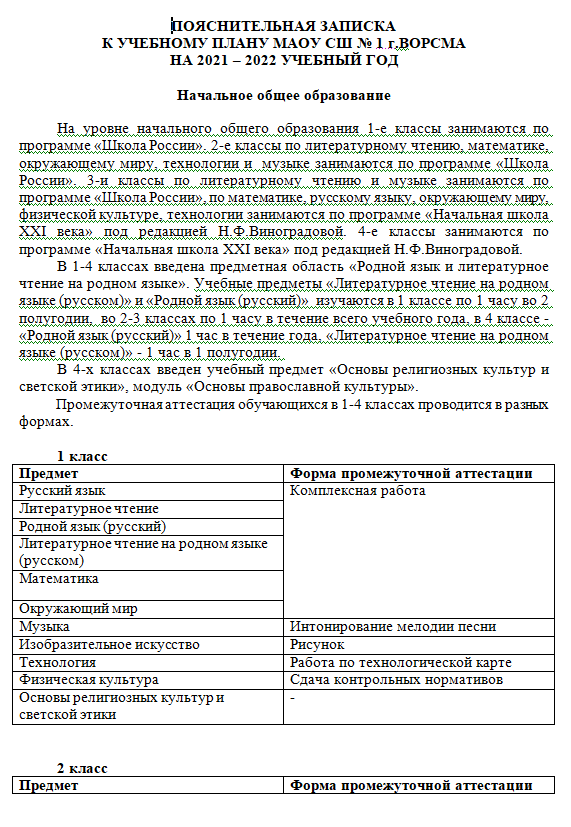 ПОЯСНИТЕЛЬНАЯ ЗАПИСКА
К УЧЕБНОМУ ПЛАНУ МАОУ СШ № 1 г.ВОРСМА
НА 2021 – 2022 УЧЕБНЫЙ ГОД
Начальное общее образование
На уровне начального общего образования 1-е классы занимаются по
программе «Школа России». 2-е классы по литературному чтению, математике,
окружающему миру, технологии и музыке занимаются по программе «Школа
России». 3-и классы по литературному чтению и музыке занимаются по
программе «Школа России», по математике, русскому языку, окружающему миру,
физической культуре, технологии занимаются по программе «Начальная школа
XXI века» под редакцией Н.Ф.Виноградовой. 4-е классы занимаются по
программе «Начальная школа XXI века» под редакцией Н.Ф.Виноградовой.
В 1-4 классах введена предметная область «Родной язык и литературное
чтение на родном языке». Учебные предметы «Литературное чтение на родном
языке (русском)» и «Родной язык (русский)» изучаются в 1 классе по 1 часу во 2
полугодии, во 2-3 классах по 1 часу в течение всего учебного года, в 4 классе -
«Родной язык (русский)» 1 час в течение года, «Литературное чтение на родном
языке (русском)» - 1 час в 1 полугодии.
В 4-х классах введен учебный предмет «Основы религиозных культур и
светской этики», модуль «Основы православной культуры».
Промежуточная аттестация обучающихся в 1-4 классах проводится в разных
формах.
1 класс
Предмет Форма промежуточной аттестации
Русский язык Комплексная работа
Литературное чтение
Родной язык (русский)
Литературное чтение на родном языке
(русском)
Математика
Окружающий мир
Музыка Интонирование мелодии песни
Изобразительное искусство Рисунок
Технология Работа по технологической карте
Физическая культура Сдача контрольных нормативов
Основы религиозных культур и -
светской этики
2 класс
Предмет Форма промежуточной аттестации